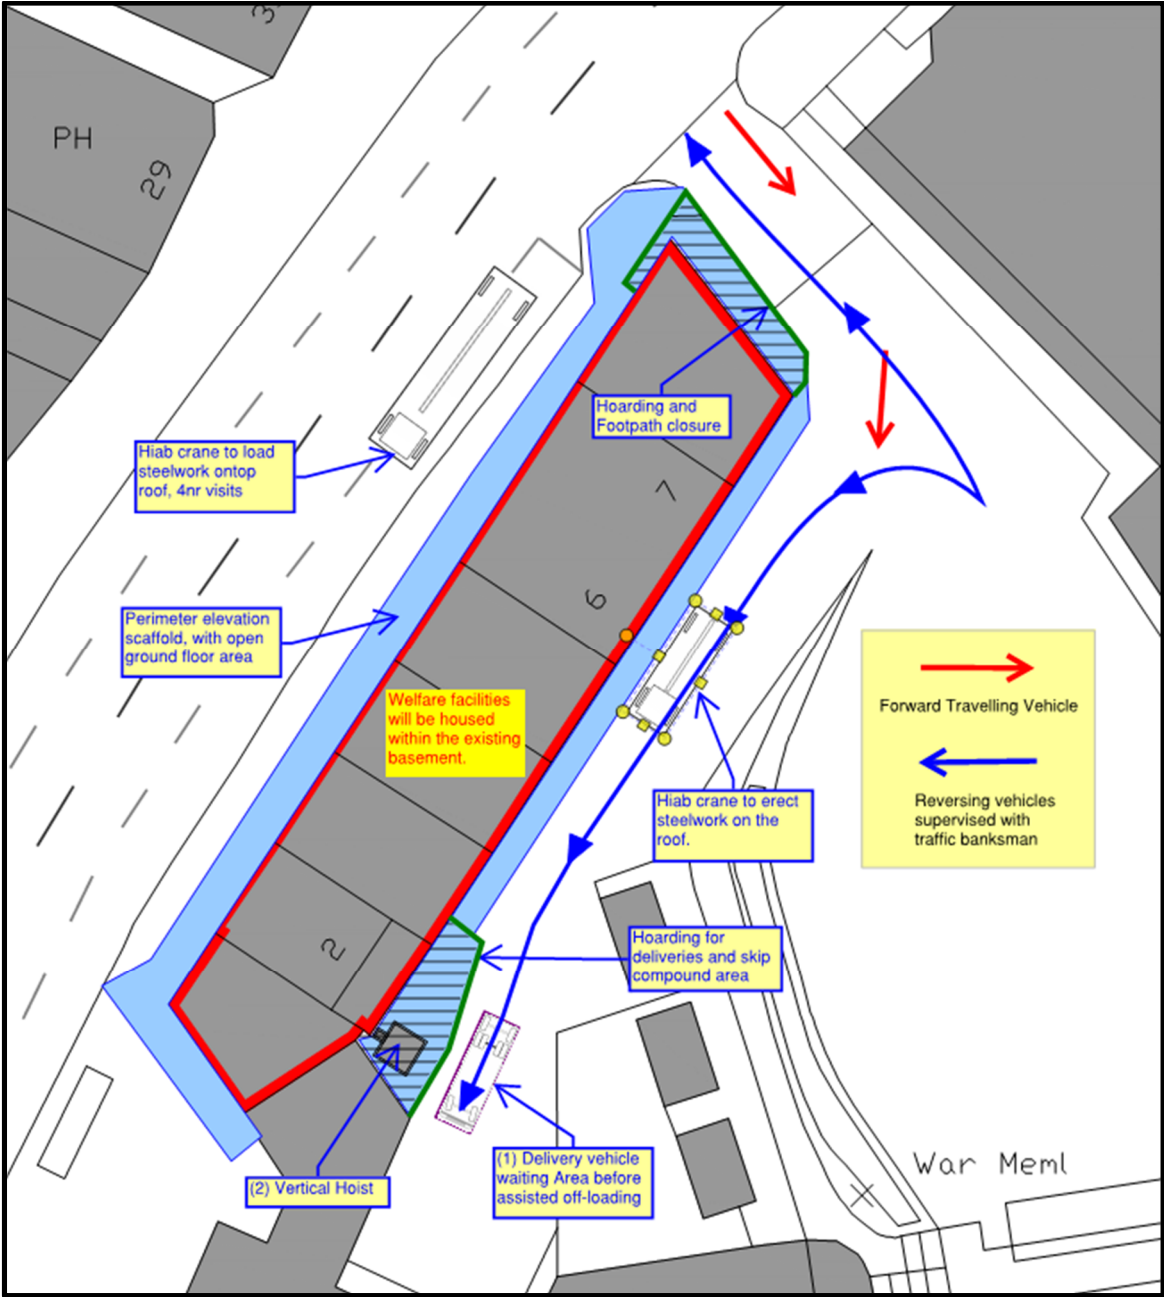 3
PH
29
Hoarding and
Footpath closure
Hiab crane to load
steelwork ontop
roof, 4nr visits
7
6
Perimeter elevation
scaffold, with open
ground floor area
Forward Travelling Vehicle
Welfare facilities
will be housed
within the existing
basement.
Reversing vehicles
supervised with
traffic banksman
Hiab crane to erect
steelwork on the
roof.
2
Hoarding for
deliveries and skip
compound area
(1) Delivery vehicle
waiting Area before
assisted off-loading
War Meml
(2) Vertical Hoist